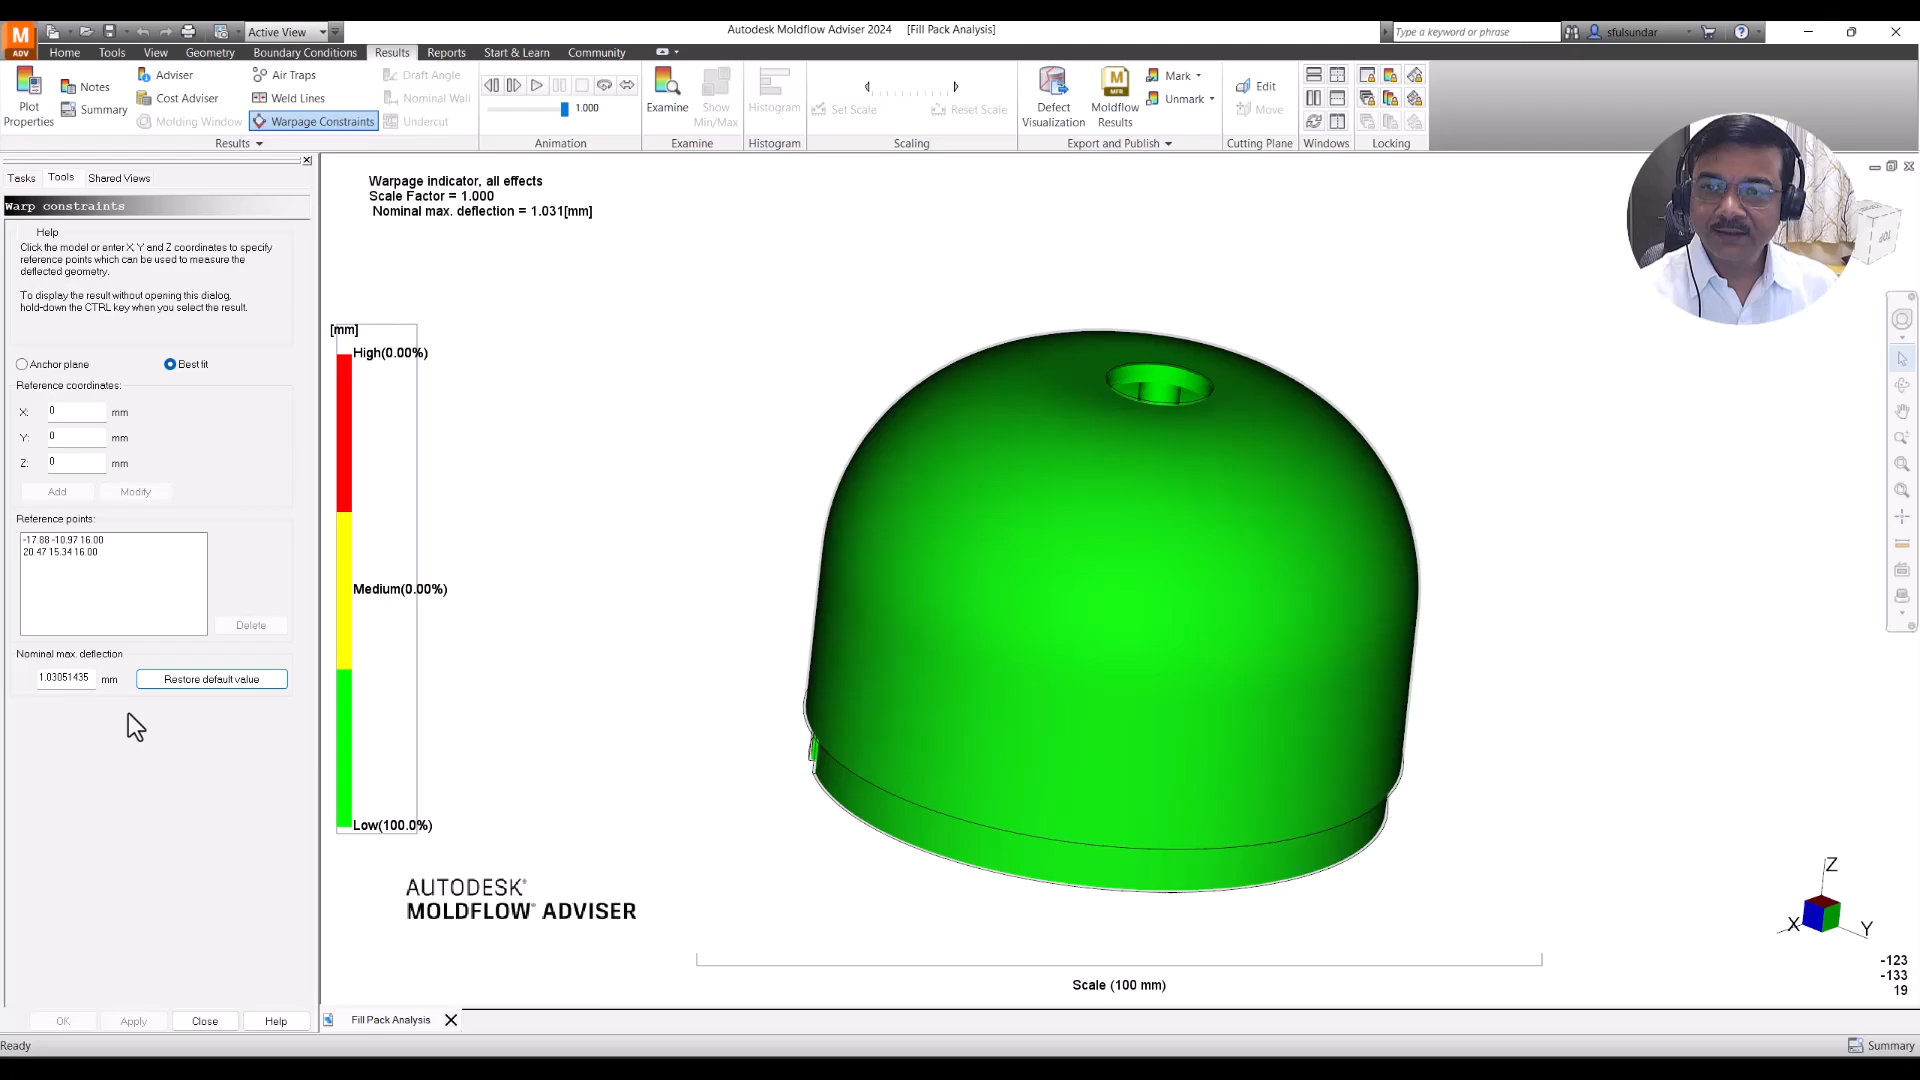 Autodesk Moldflow Adviser 2024 [Fill Pack Analysis]
M
ADV
Active View
Type a keyword or phrase
sfulsundar
Home
Tools
View
Geometry
Boundary Conditions
Results
Reports
Start & Learn
Community
Plot
Properties
Notes
Summary
Adviser
Cost Adviser
Molding Window
Air Traps
Weld Lines
Warpage Constraints
Draft Angle
Nominal Wall
Undercut
1.000
Examine
Show
Min/Max
Histogram
Set Scale
Reset Scale
Defect
Visualization
Moldflow
Results
Mark
Unmark
Edit
Move
Results
Animation
Examine
Histogram
Scaling
Export and Publish
Cutting Plane
Windows
Locking
Tasks
Tools
Shared Views
Warp constraints
Help
Click the model or enter X, Y and Z coordinates to specify
reference points which can be used to measure the
deflected geometry.
To display the result without opening this dialog,
hold-down the CTRL key when you select the result.
Anchor plane
Best fit
Reference coordinates:
X: 0 mm
Y: 0 mm
Z: 0 mm
Add
Modify
Reference points:
-17.88 -10.97 16.00
20.47 15.34 16.00
Delete
Nominal max. deflection
1.03051435 mm
Restore default value
OK
Apply
Close
Help
Warpage indicator, all effects
Scale Factor = 1.000
Nominal max. deflection = 1.031[mm]
[mm]
High(0.00%)
Medium(0.00%)
Low(100.0%)
AUTODESK®
MOLDFLOW® ADVISER
Scale (100 mm)
TOP
Z
X
Y
-123
-133
19
Fill Pack Analysis
Ready
Summary